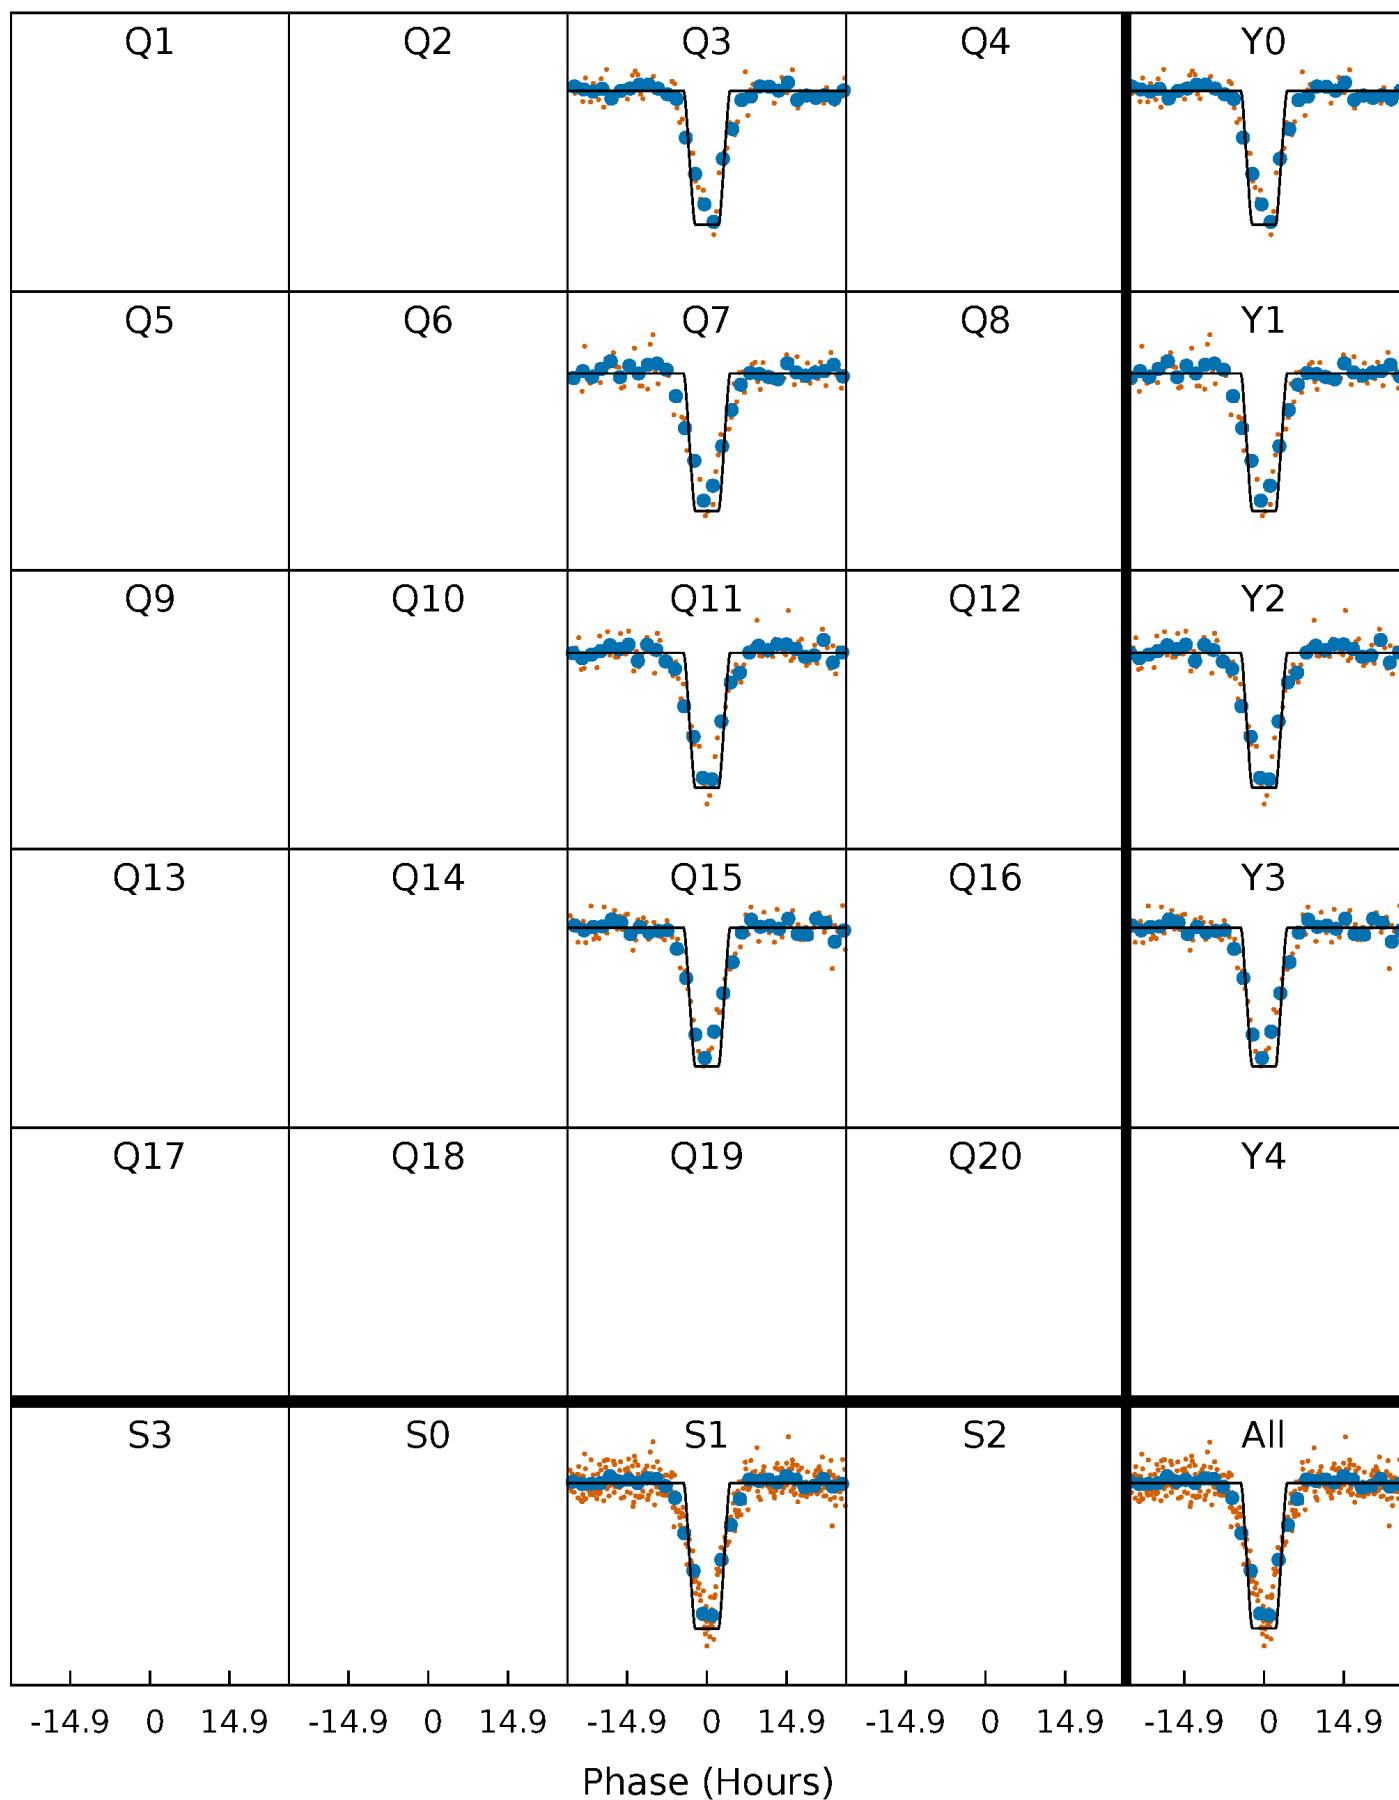 Q1 Q2 Q3 Q4 Y0
Q5 Q6 Q7 Q8 Y1
Q9 Q10 Q11 Q12 Y2
Q13 Q14 Q15 Q16 Y3
Q17 Q18 Q19 Q20 Y4
S3 S0 S1 S2 All
-14.9 0 14.9 -14.9 0 14.9 -14.9 0 14.9 -14.9 0 14.9 -14.9 0 14.9
Phase (Hours)